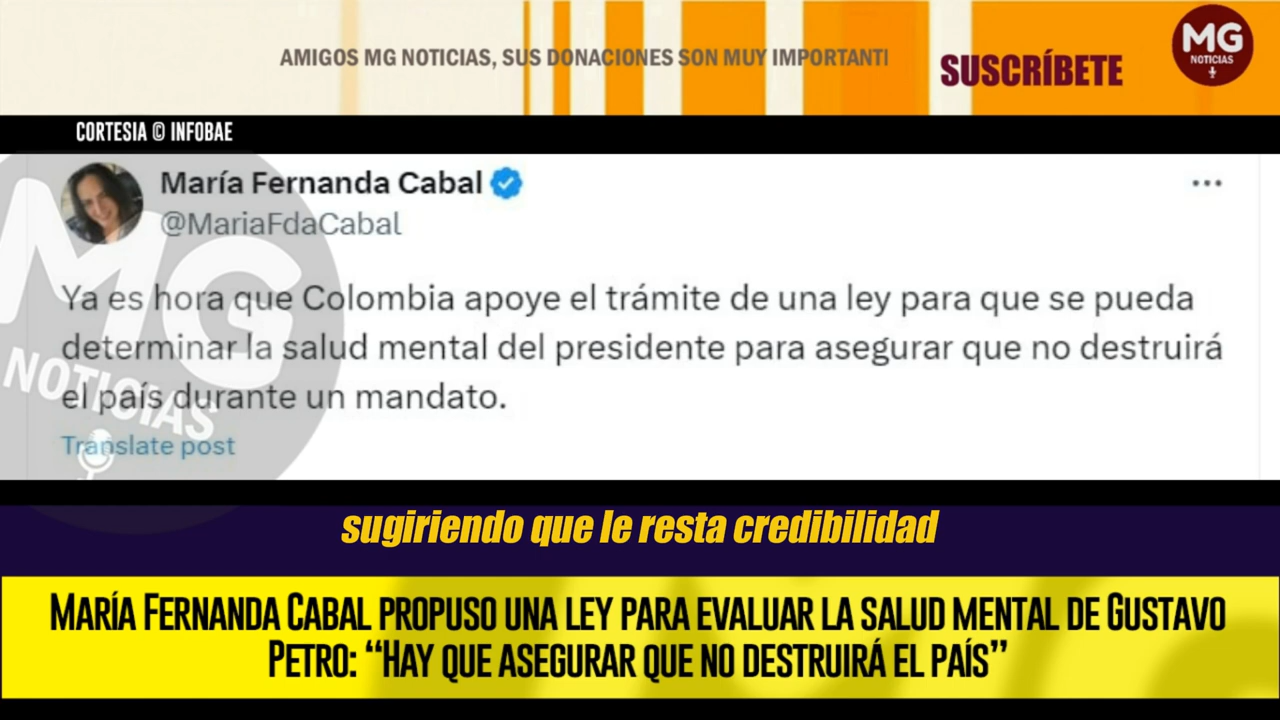 AMIGOS MG NOTICIAS, SUS DONACIONES SON MUY IMPORTANTI
SUSCRÍBETE
MG
NOTICIAS
CORTESIA © INFOBAE
María Fernanda Cabal
@MariaFdaCabal
Ya es hora que Colombia apoye el trámite de una ley para que se pueda
determinar la salud mental del presidente para asegurar que no destruirá
el país durante un mandato.
Translate post
MG
NOTICIAS
sugiriendo que le resta credibilidad
MARÍA FERNANDA CABAL PROPUSO UNA LEY PARA EVALUAR LA SALUD MENTAL DE GUSTAVO
PETRO: “HAY QUE ASEGURAR QUE NO DESTRUIRÁ EL PAÍS”